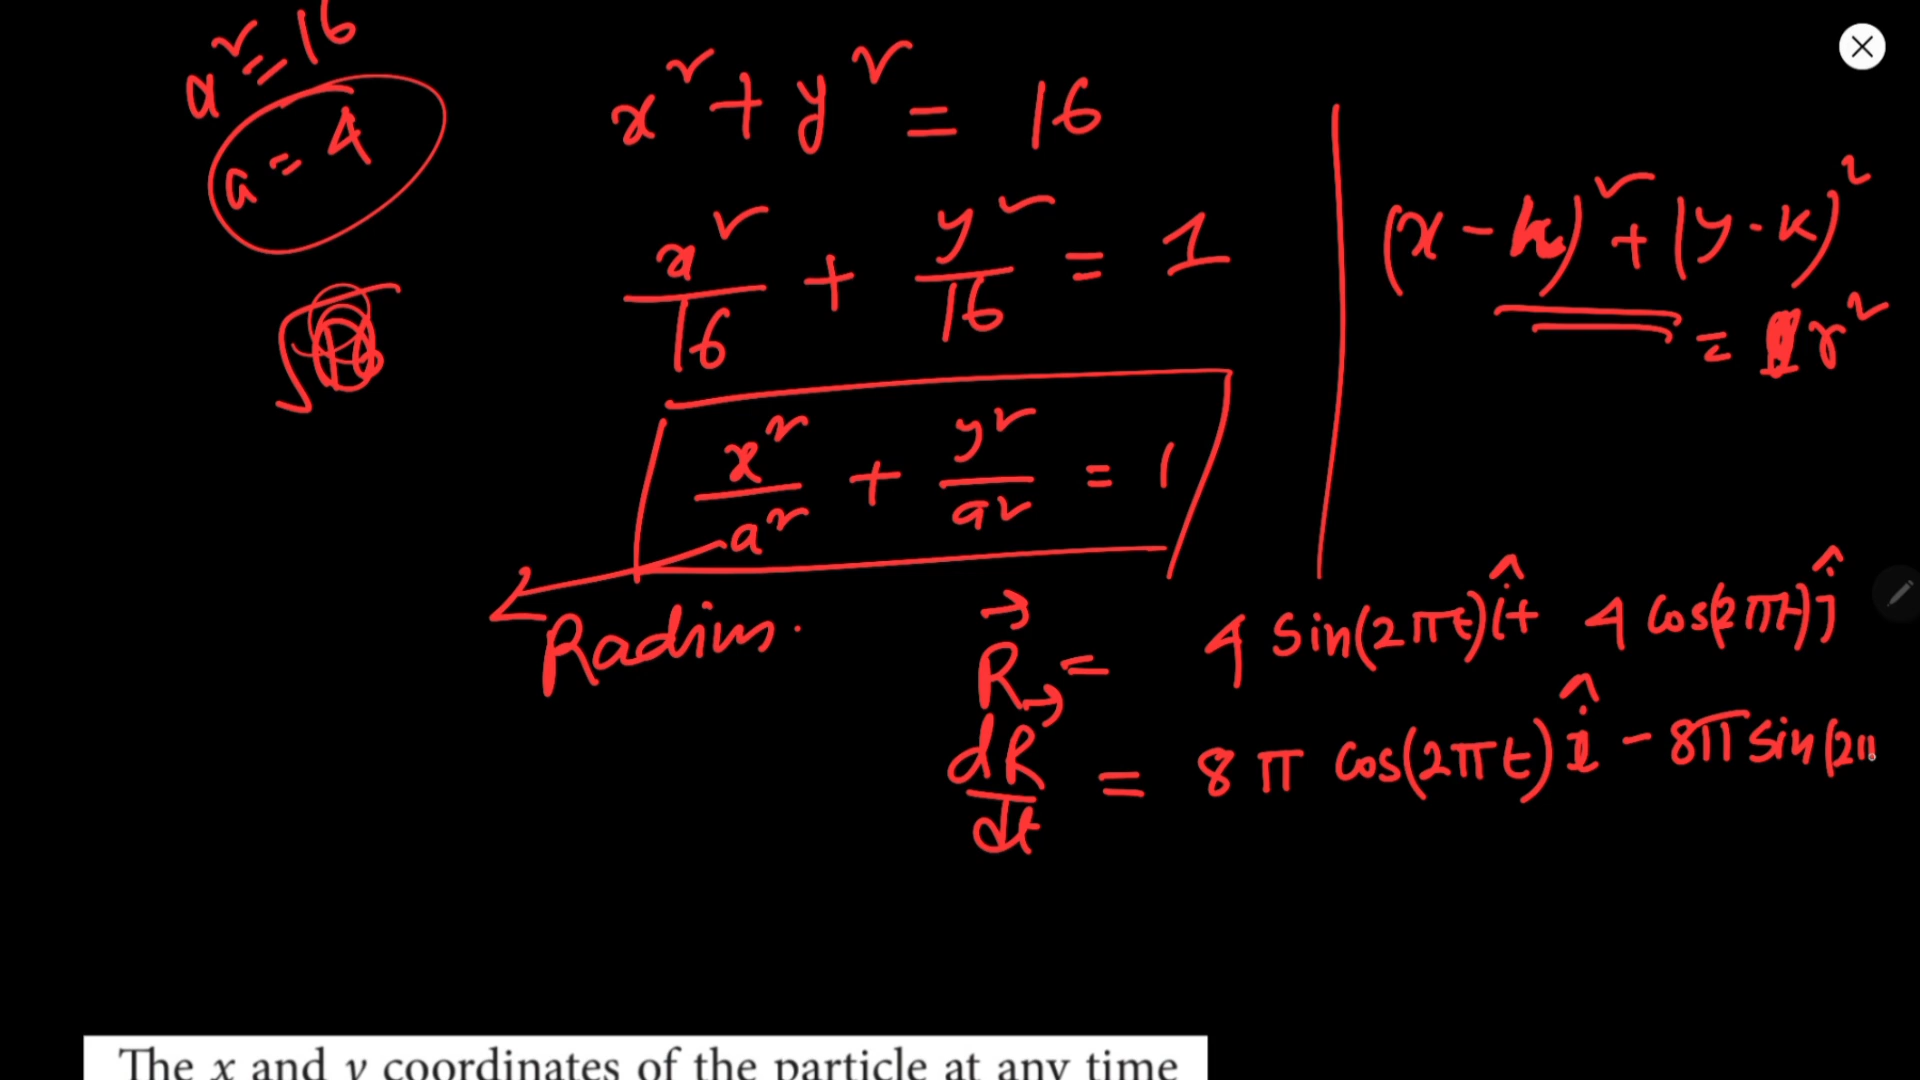 a² = 16
a = 4
√16
x² + y² = 16
x²/16 + y²/16 = 1
x²/a² + y²/a² = 1
Radius.
(x - h)² + (y - k)²
= r²
R⃗ = 4 sin(2πt) î + 4 cos(2πt) ĵ
dR⃗/dt = 8π cos(2πt) î - 8π sin(2π
The x and y coordinates of the particle at any time